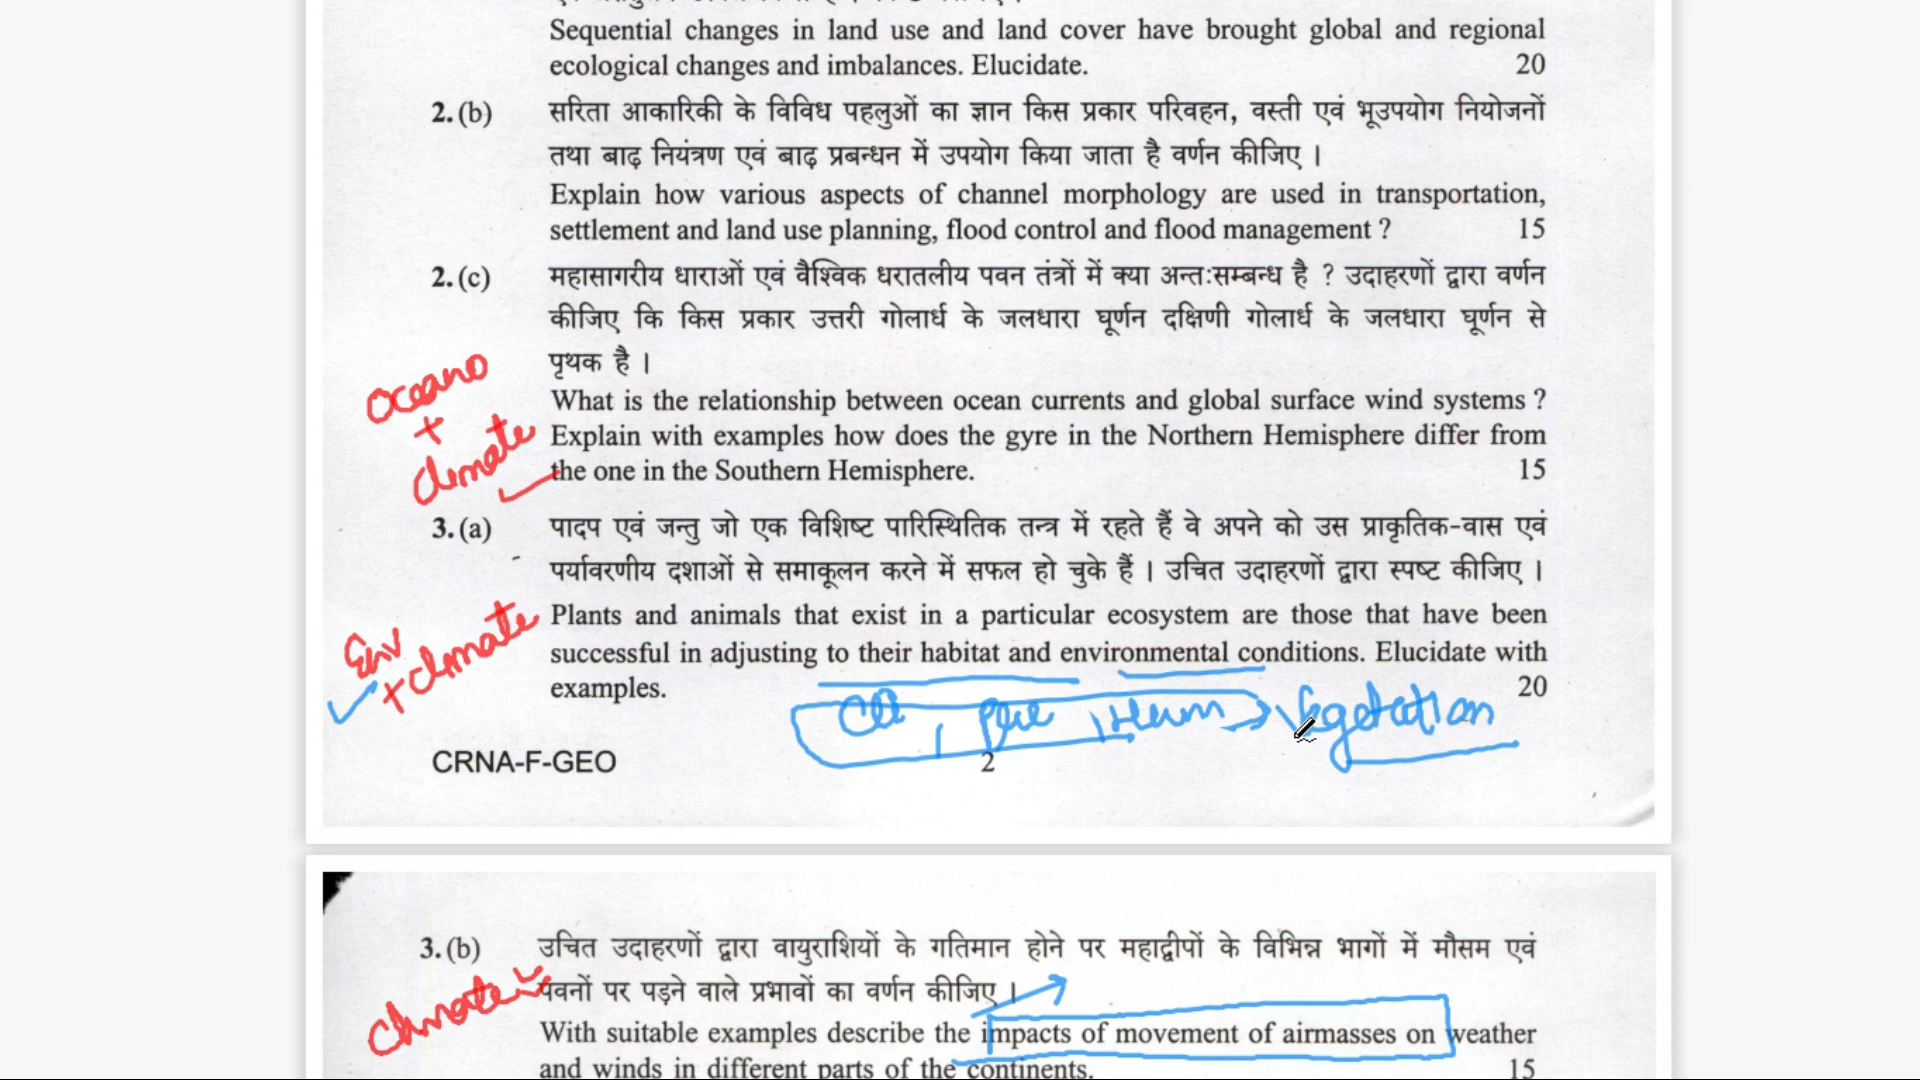 Sequential changes in land use and land cover have brought global and regional
ecological changes and imbalances. Elucidate. 20
2. (b) सरिता आकारिकी के विविध पहलुओं का ज्ञान किस प्रकार परिवहन, वस्ती एवं भूउपयोग नियोजनों
तथा बाढ़ नियंत्रण एवं बाढ़ प्रबन्धन में उपयोग किया जाता है वर्णन कीजिए ।
Explain how various aspects of channel morphology are used in transportation,
settlement and land use planning, flood control and flood management ? 15
2. (c) महासागरीय धाराओं एवं वैश्विक धरातलीय पवन तंत्रों में क्या अन्तःसम्बन्ध है ? उदाहरणों द्वारा वर्णन
कीजिए कि किस प्रकार उत्तरी गोलार्ध के जलधारा घूर्णन दक्षिणी गोलार्ध के जलधारा घूर्णन से
पृथक है ।
Oceano
+
climate
What is the relationship between ocean currents and global surface wind systems ?
Explain with examples how does the gyre in the Northern Hemisphere differ from
the one in the Southern Hemisphere. 15
3. (a) पादप एवं जन्तु जो एक विशिष्ट पारिस्थितिक तन्त्र में रहते हैं वे अपने को उस प्राकृतिक-वास एवं
पर्यावरणीय दशाओं से समाकूलन करने में सफल हो चुके हैं । उचित उदाहरणों द्वारा स्पष्ट कीजिए ।
Env
+ climate
Plants and animals that exist in a particular ecosystem are those that have been
successful in adjusting to their habitat and environmental conditions. Elucidate with
examples. 20
Vegetation
CRNA-F-GEO 2
3. (b) उचित उदाहरणों द्वारा वायुराशियों के गतिमान होने पर महाद्वीपों के विभिन्न भागों में मौसम एवं
पवनों पर पड़ने वाले प्रभावों का वर्णन कीजिए ।
Climate
With suitable examples describe the impacts of movement of airmasses on weather
and winds in different parts of the continents. 15